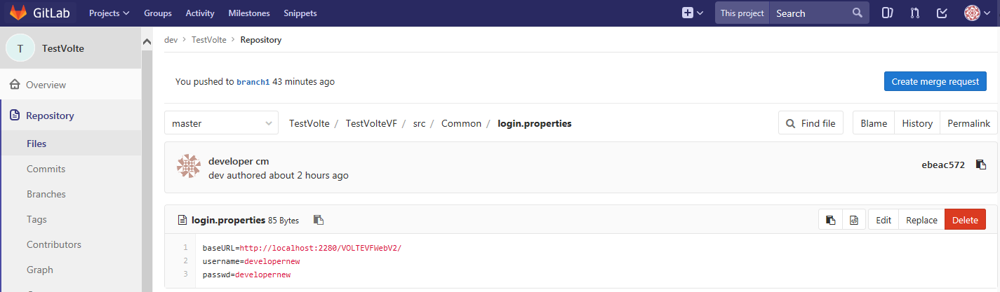 GitLab Projects Groups Activity Milestones Snippets This project Search
T TestVolte
dev > TestVolte > Repository
Overview
You pushed to branch1 43 minutes ago Create merge request
Repository
master TestVolte / TestVolteVF / src / Common / login.properties Find file Blame History Permalink
Files
developer cm
dev authored about 2 hours ago
ebeac572
Commits
Branches
Tags
Contributors
Graph
login.properties 85 Bytes Edit Replace Delete
1 baseURL=http://localhost:2280/VOLTEVFWebV2/
2 username=developernew
3 passwd=developernew